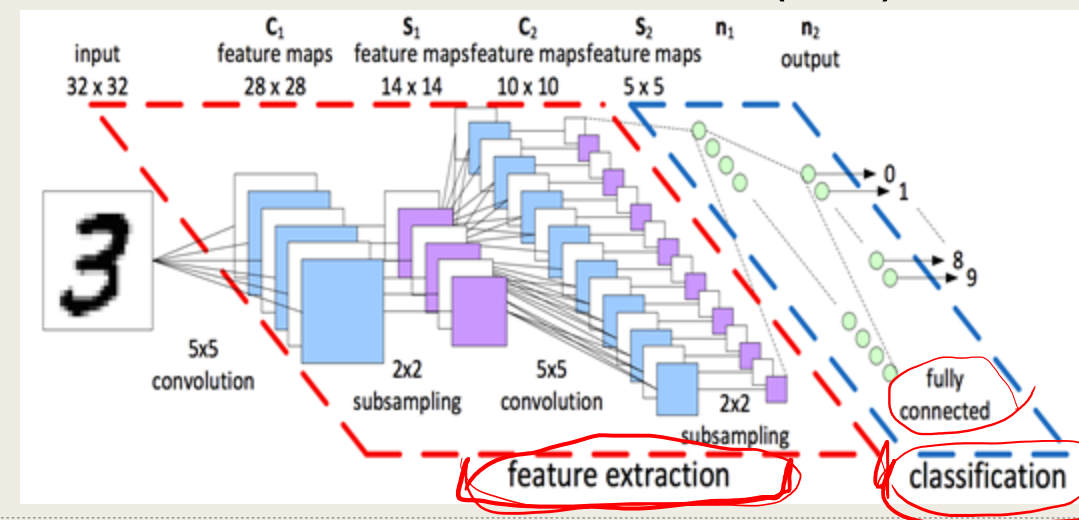 input
32 x 32
C₁
feature maps
28 x 28
S₁
feature maps
14 x 14
C₂
feature maps
10 x 10
S₂
feature maps
5 x 5
n₁
n₂
output
3
0
1
8
9
5x5
convolution
2x2
subsampling
5x5
convolution
2x2
subsampling
fully
connected
feature extraction
classification